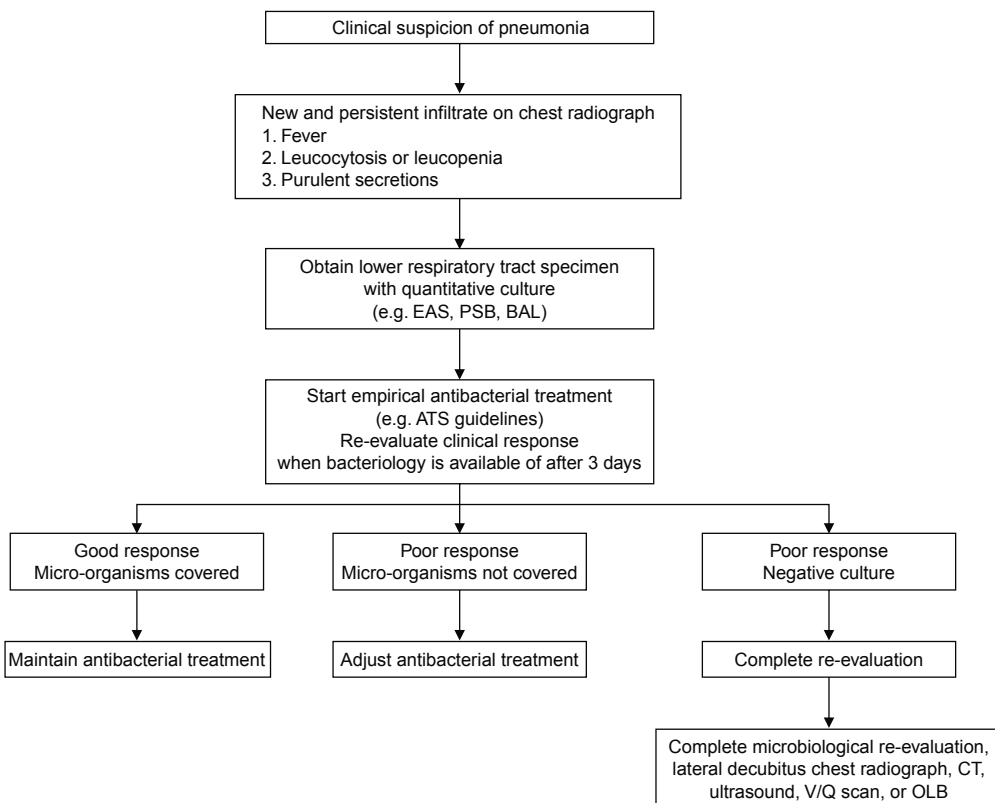 Clinical suspicion of pneumonia
New and persistent infiltrate on chest radiograph
1. Fever
2. Leucocytosis or leucopenia
3. Purulent secretions
Obtain lower respiratory tract specimen
with quantitative culture
(e.g. EAS, PSB, BAL)
Start empirical antibacterial treatment
(e.g. ATS guidelines)
Re-evaluate clinical response
when bacteriology is available of after 3 days
Good response
Micro-organisms covered
Poor response
Micro-organisms not covered
Poor response
Negative culture
Maintain antibacterial treatment
Adjust antibacterial treatment
Complete re-evaluation
Complete microbiological re-evaluation,
lateral decubitus chest radiograph, CT,
ultrasound, V/Q scan, or OLB